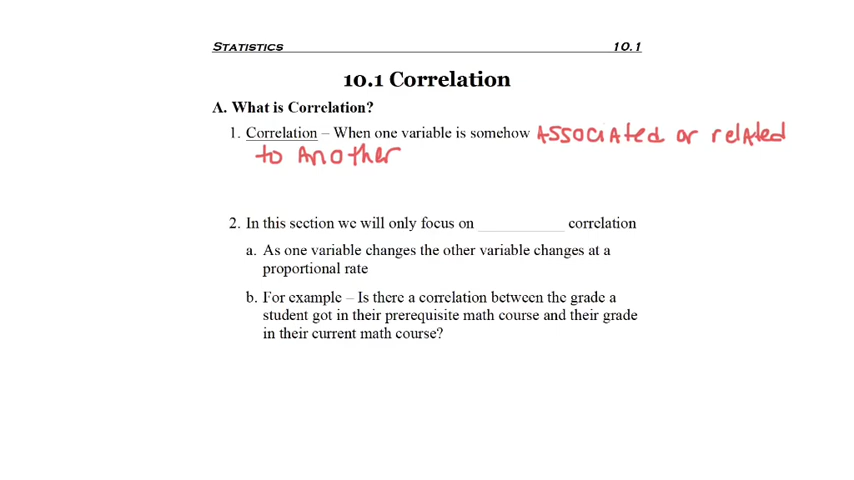 STATISTICS 10.1
10.1 Correlation
A. What is Correlation?
1. Correlation – When one variable is somehow ASSOCIAted or relAted
to Another
2. In this section we will only focus on __________ correlation
a. As one variable changes the other variable changes at a
proportional rate
b. For example – Is there a correlation between the grade a
student got in their prerequisite math course and their grade
in their current math course?